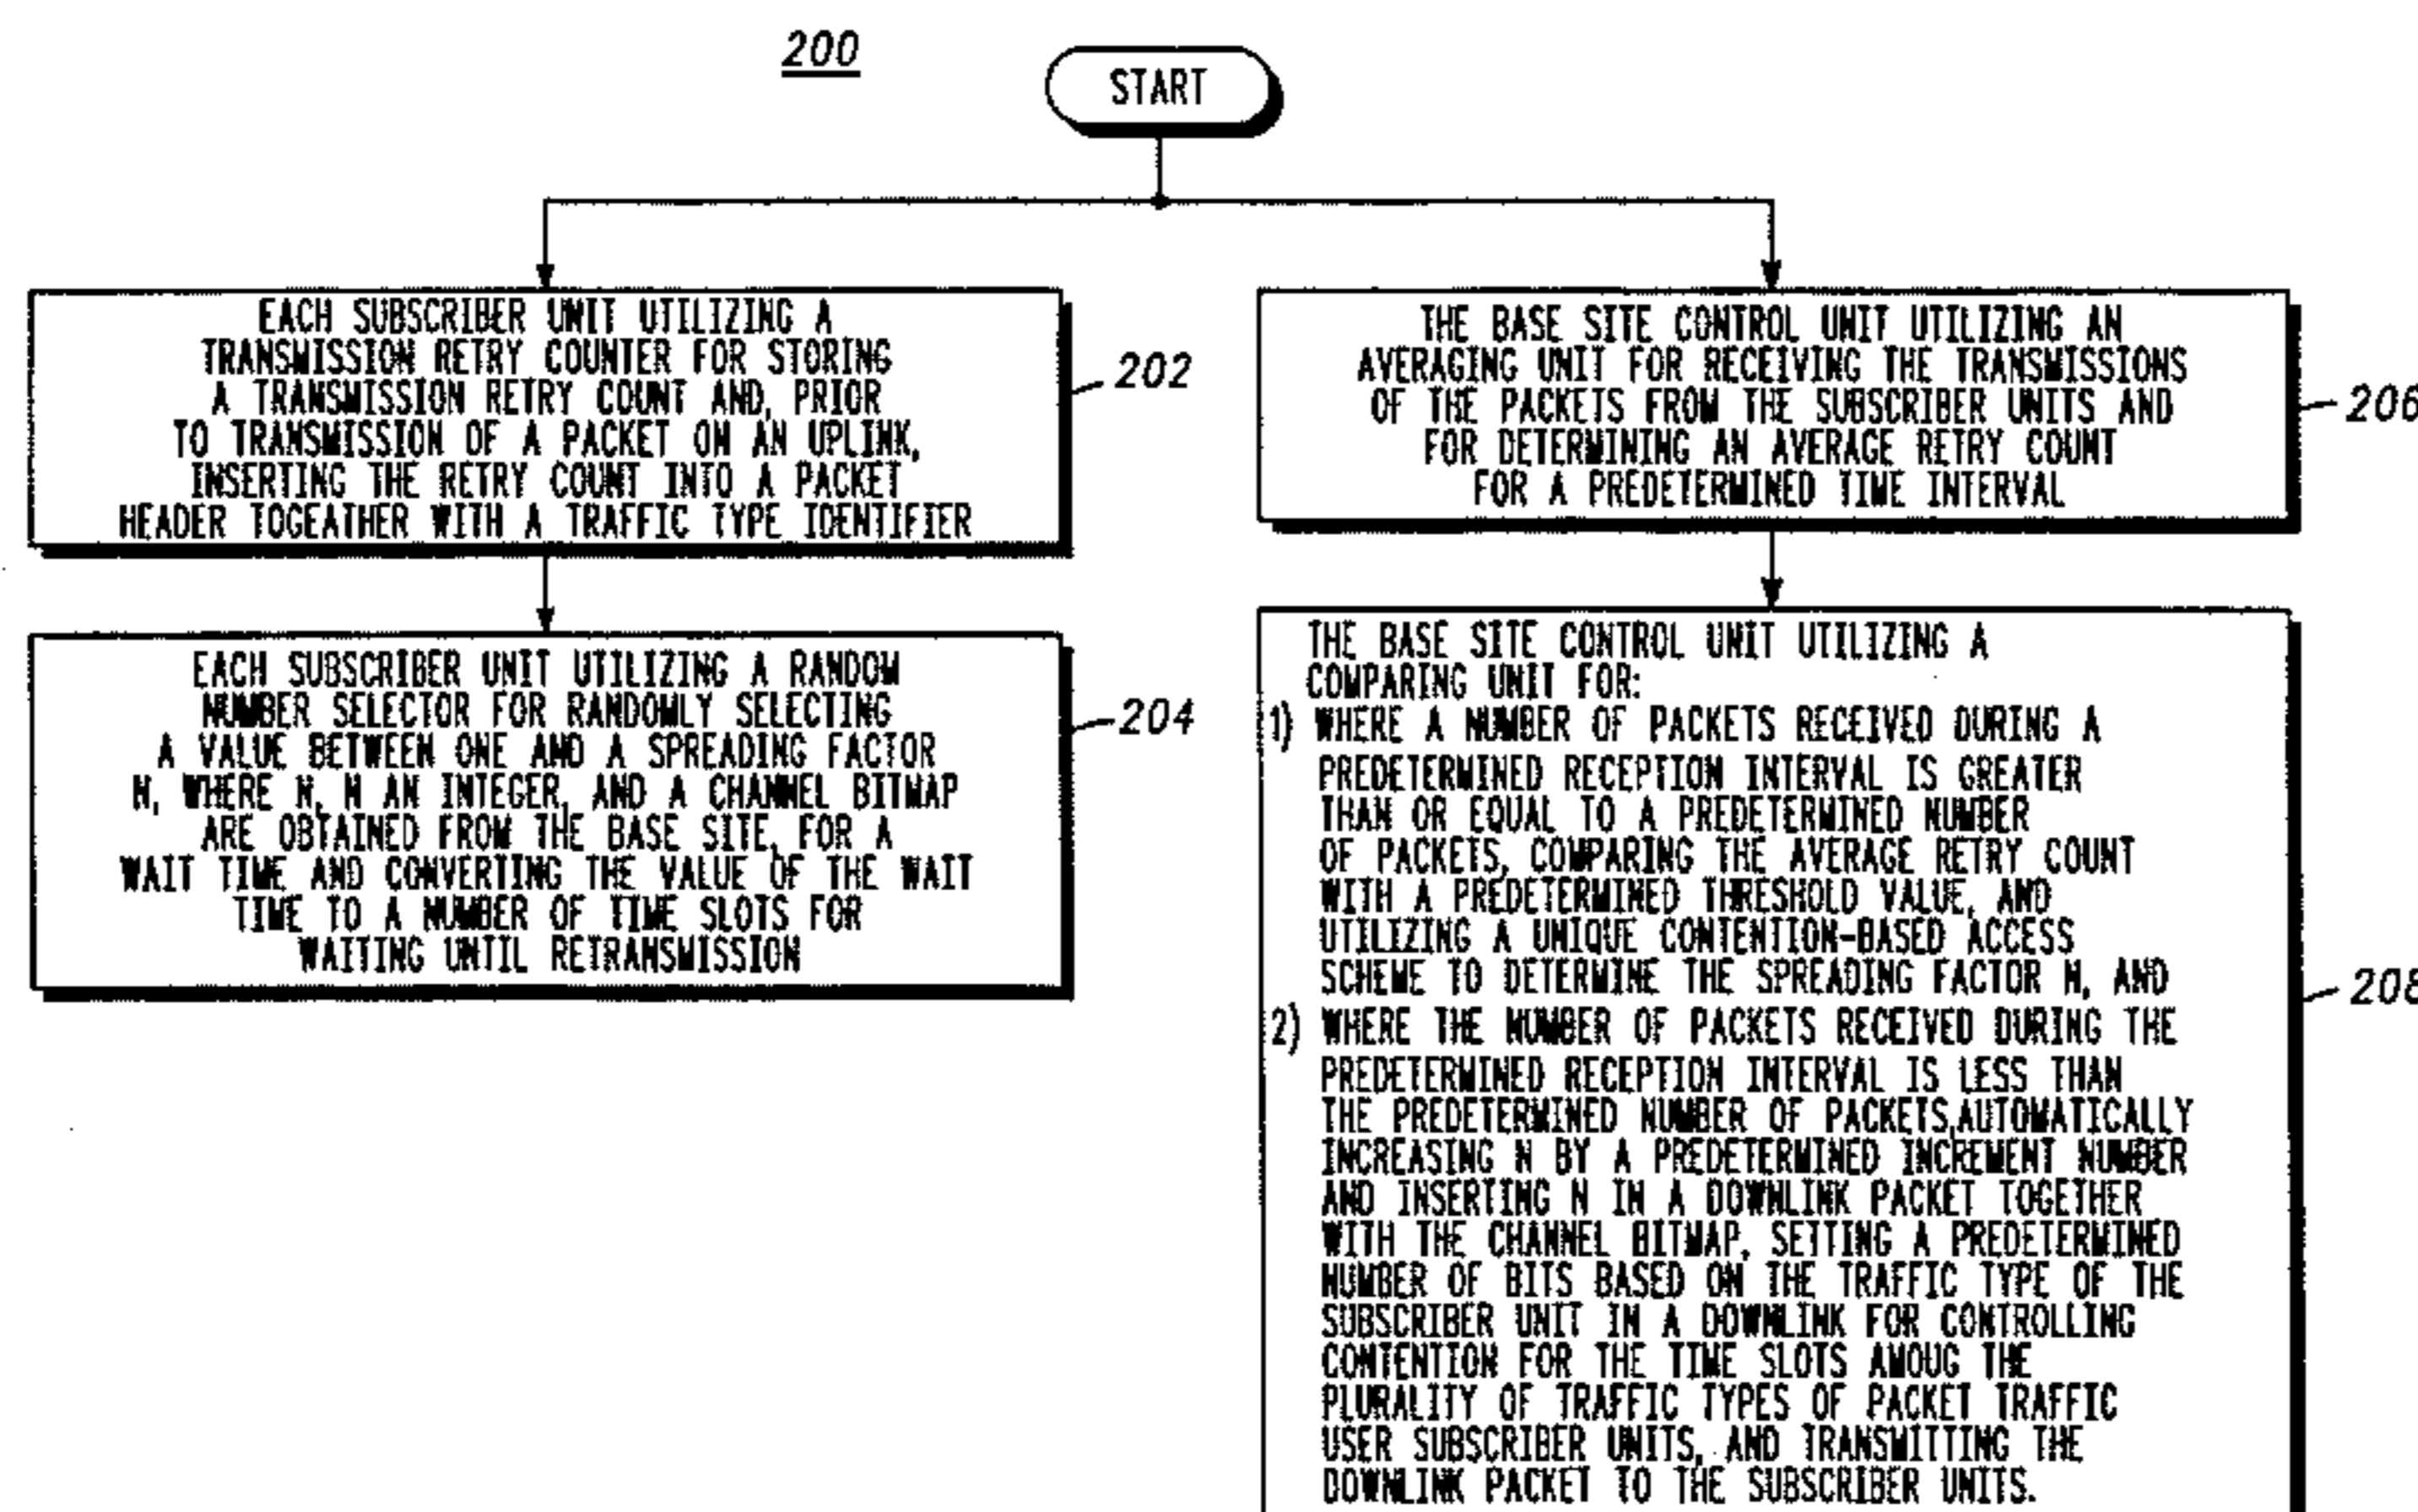 200
START
EACH SUBSCRIBER UNIT UTILIZING A
TRANSMISSION RETRY COUNTER FOR STORING
A TRANSMISSION RETRY COUNT AND, PRIOR
TO TRANSMISSION OF A PACKET ON AN UPLINK,
INSERTING THE RETRY COUNT INTO A PACKET
HEADER TOGEATHER WITH A TRAFFIC TYPE IDENTIFIER
202
EACH SUBSCRIBER UNIT UTILIZING A RANDOM
NUMBER SELECTOR FOR RANDOMLY SELECTING
A VALUE BETWEEN ONE AND A SPREADING FACTOR
N, WHERE N, N AN INTEGER, AND A CHANNEL BITMAP
ARE OBTAINED FROM THE BASE SITE, FOR A
WAIT TIME AND CONVERTING THE VALUE OF THE WAIT
TIME TO A NUMBER OF TIME SLOTS FOR
WAITING UNTIL RETRANSMISSION
204
THE BASE SITE CONTROL UNIT UTILIZING AN
AVERAGING UNIT FOR RECEIVING THE TRANSMISSIONS
OF THE PACKETS FROM THE SUBSCRIBER UNITS AND
FOR DETERMINING AN AVERAGE RETRY COUNT
FOR A PREDETERMINED TIME INTERVAL
206
THE BASE SITE CONTROL UNIT UTILIZING A
COMPARING UNIT FOR:
1) WHERE A NUMBER OF PACKETS RECEIVED DURING A
PREDETERMINED RECEPTION INTERVAL IS GREATER
THAN OR EQUAL TO A PREDETERMINED NUMBER
OF PACKETS, COMPARING THE AVERAGE RETRY COUNT
WITH A PREDETERMINED THRESHOLD VALUE, AND
UTILIZING A UNIQUE CONTENTION-BASED ACCESS
SCHEME TO DETERMINE THE SPREADING FACTOR N, AND
2) WHERE THE NUMBER OF PACKETS RECEIVED DURING THE
PREDETERMINED RECEPTION INTERVAL IS LESS THAN
THE PREDETERMINED NUMBER OF PACKETS,AUTOMATICALLY
INCREASING N BY A PREDETERMINED INCREMENT NUMBER
AND INSERTING N IN A DOWNLINK PACKET TOGETHER
WITH THE CHANNEL BITMAP, SETTING A PREDETERMINED
NUMBER OF BITS BASED ON THE TRAFFIC TYPE OF THE
SUBSCRIBER UNIT IN A DOWNLINK FOR CONTROLLING
CONTENTION FOR THE TIME SLOTS AMOUG THE
PLURALITY OF TRAFFIC TYPES OF PACKET TRAFFIC
USER SUBSCRIBER UNITS, AND TRANSMITTING THE
DOWNLINK PACKET TO THE SUBSCRIBER UNITS.
208